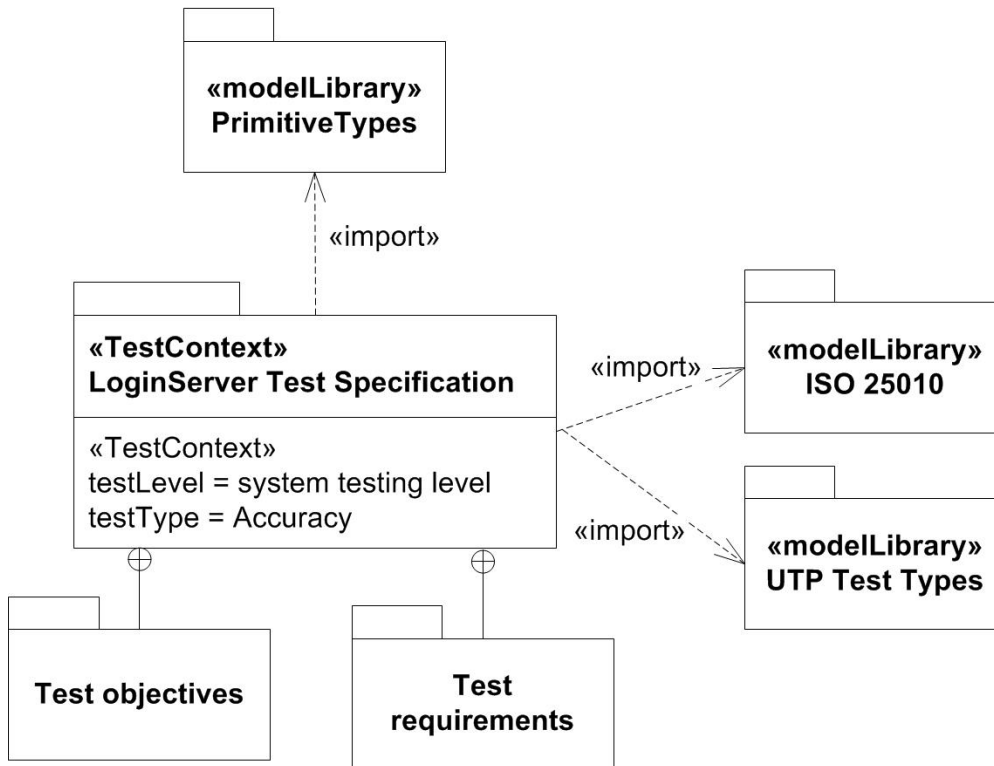 «modelLibrary»
PrimitiveTypes
«import»
«TestContext»
LoginServer Test Specification
«TestContext»
testLevel = system testing level
testType = Accuracy
«import»
«modelLibrary»
ISO 25010
«import»
«modelLibrary»
UTP Test Types
Test objectives
Test
requirements